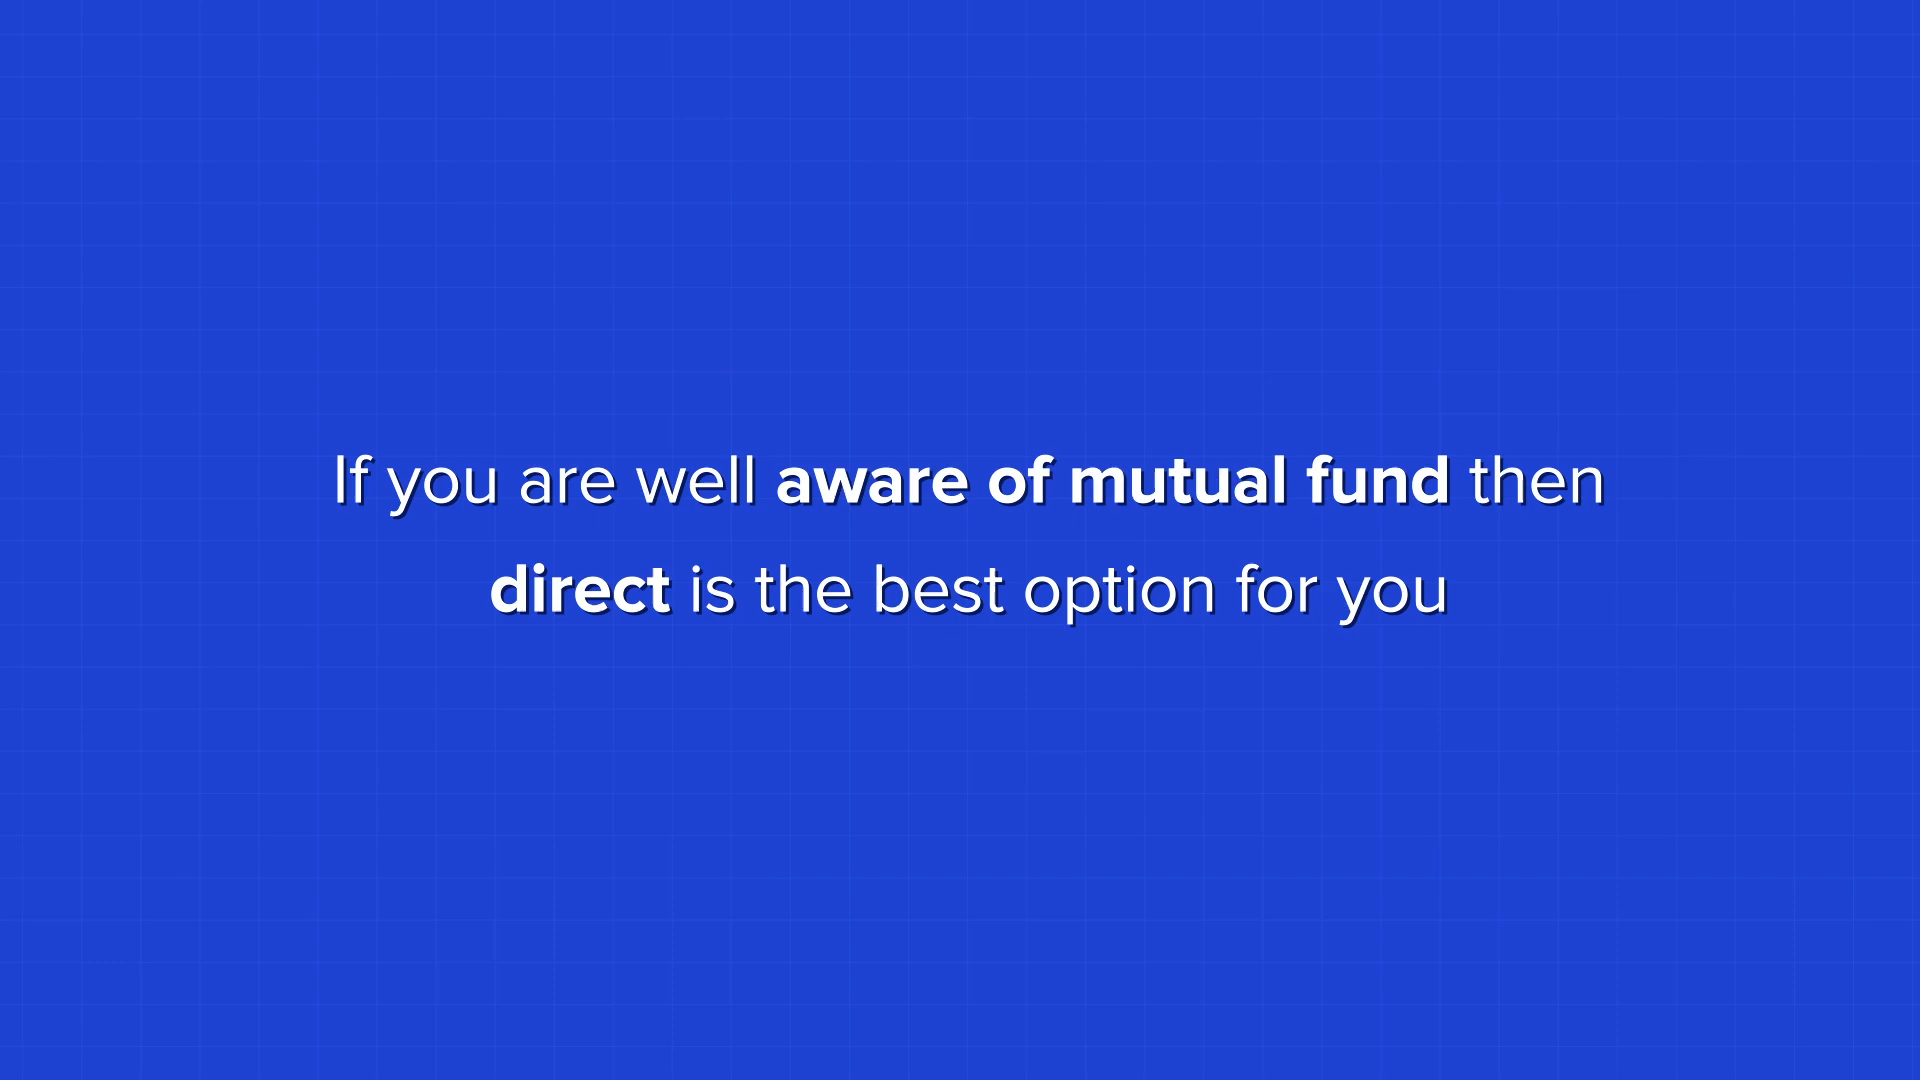 If you are well aware of mutual fund then
direct is the best option for you